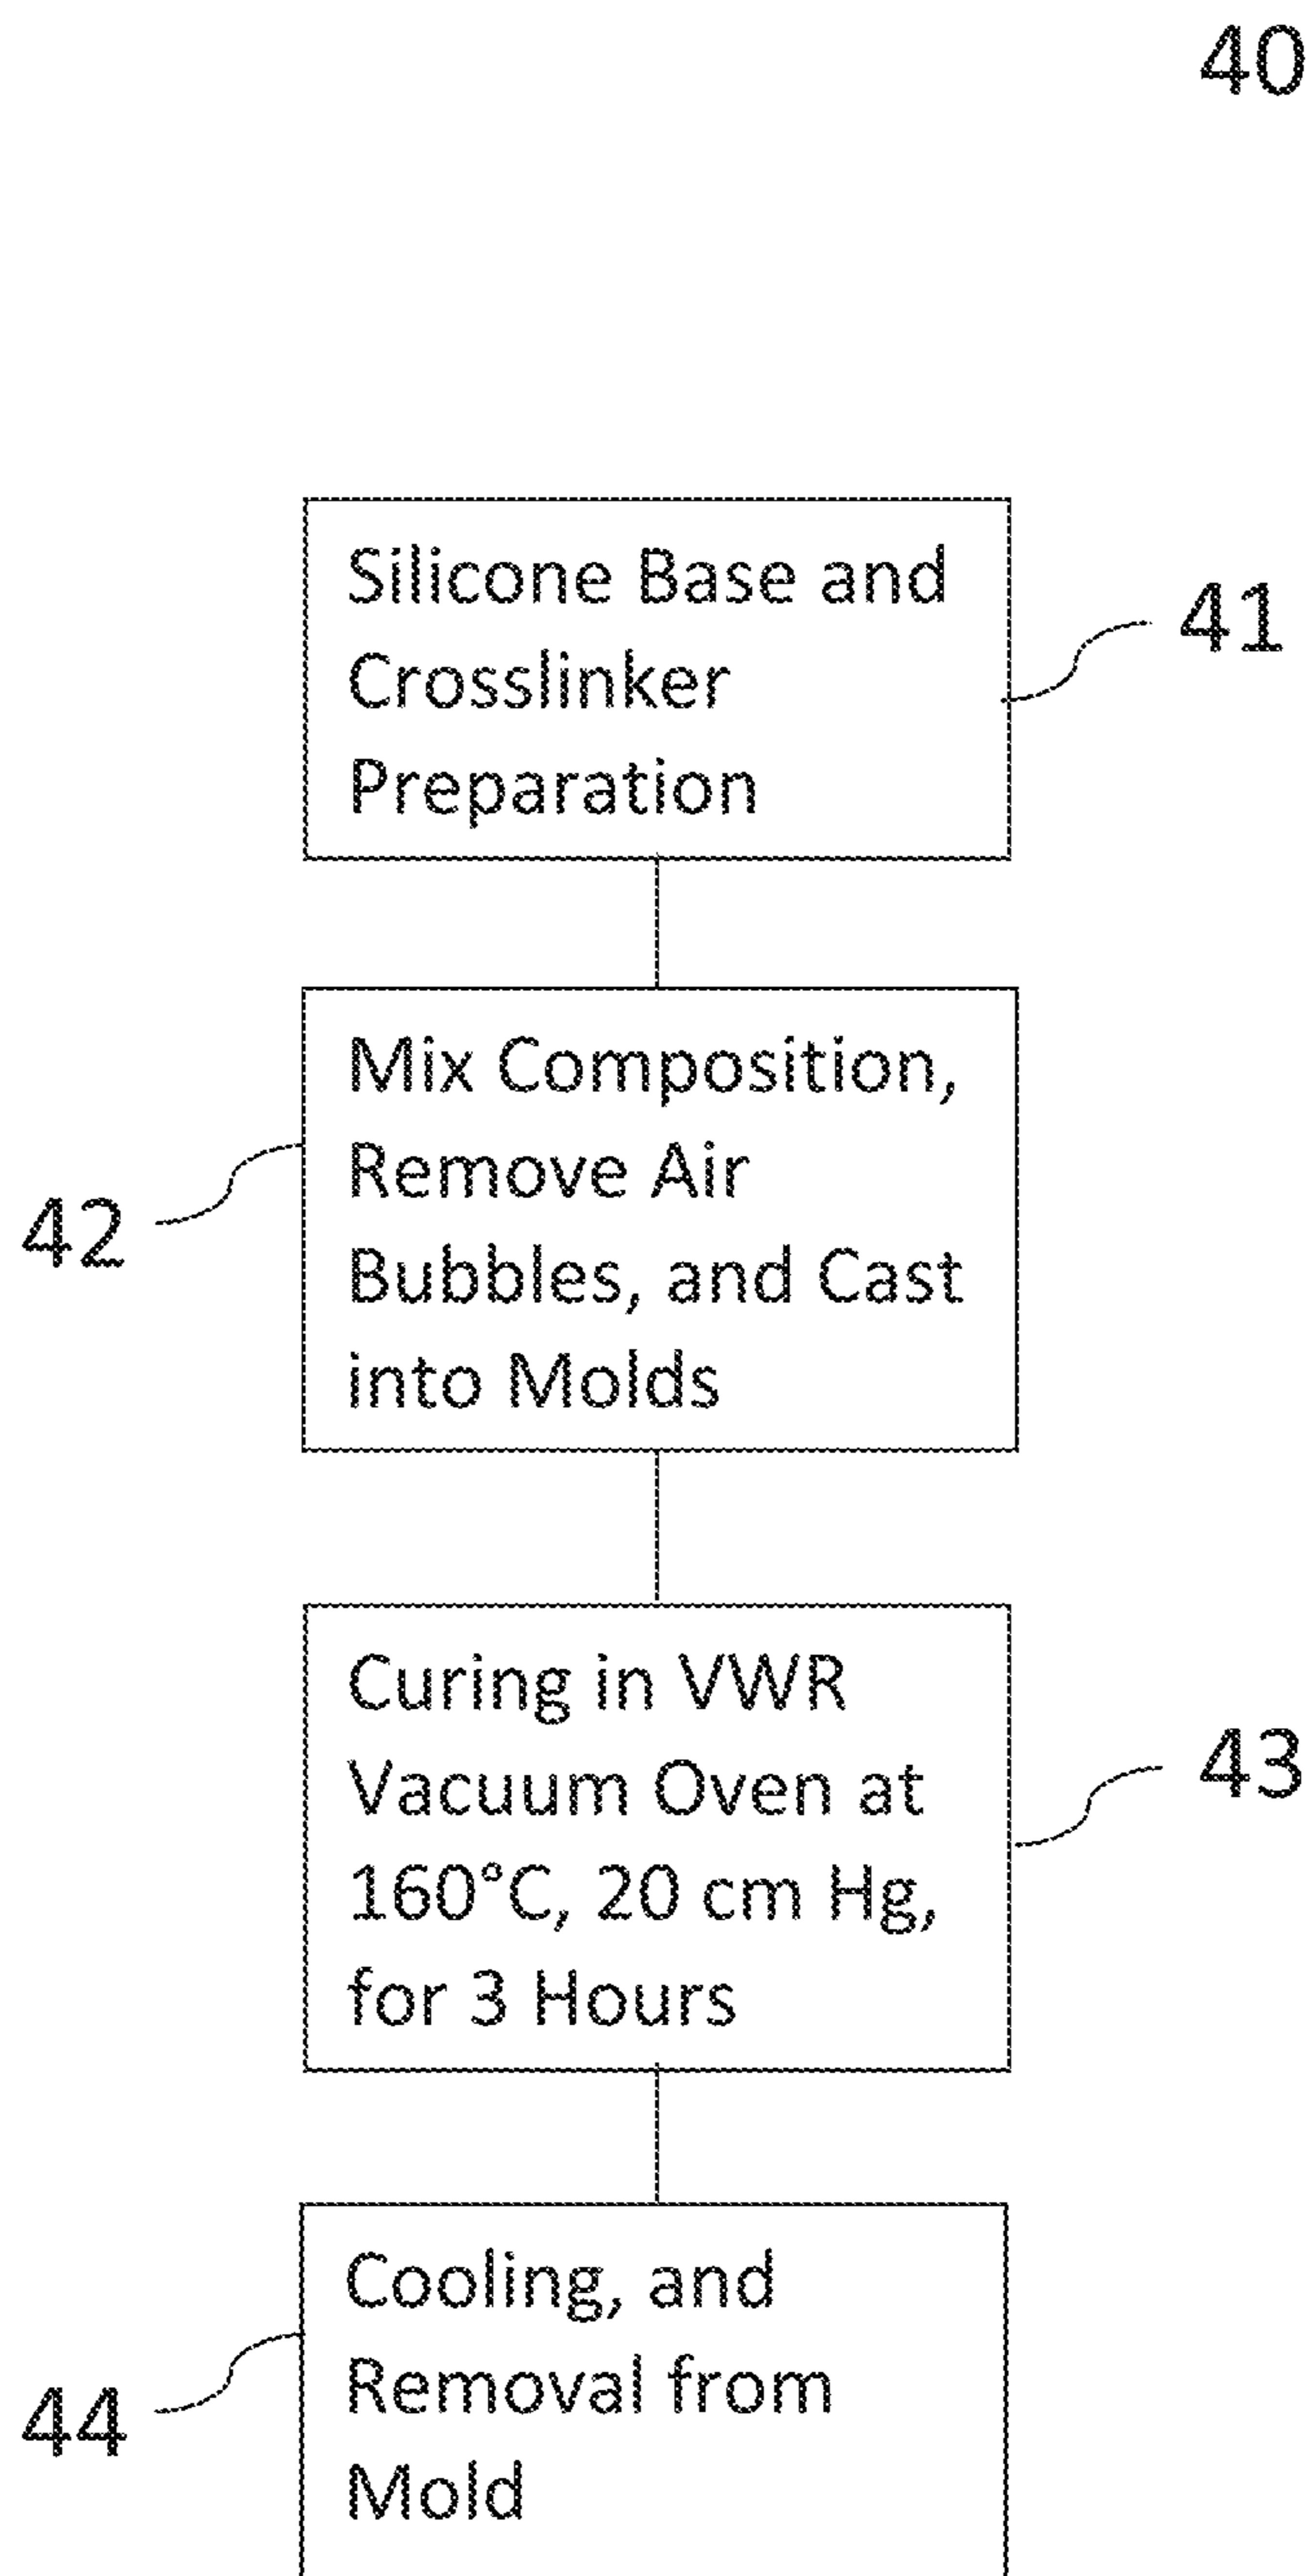 40
Silicone Base and
Crosslinker
Preparation
41
Mix Composition,
Remove Air
Bubbles, and Cast
into Molds
42
Curing in VWR
Vacuum Oven at
160°C, 20 cm Hg,
for 3 Hours
43
Cooling, and
Removal from
Mold
44